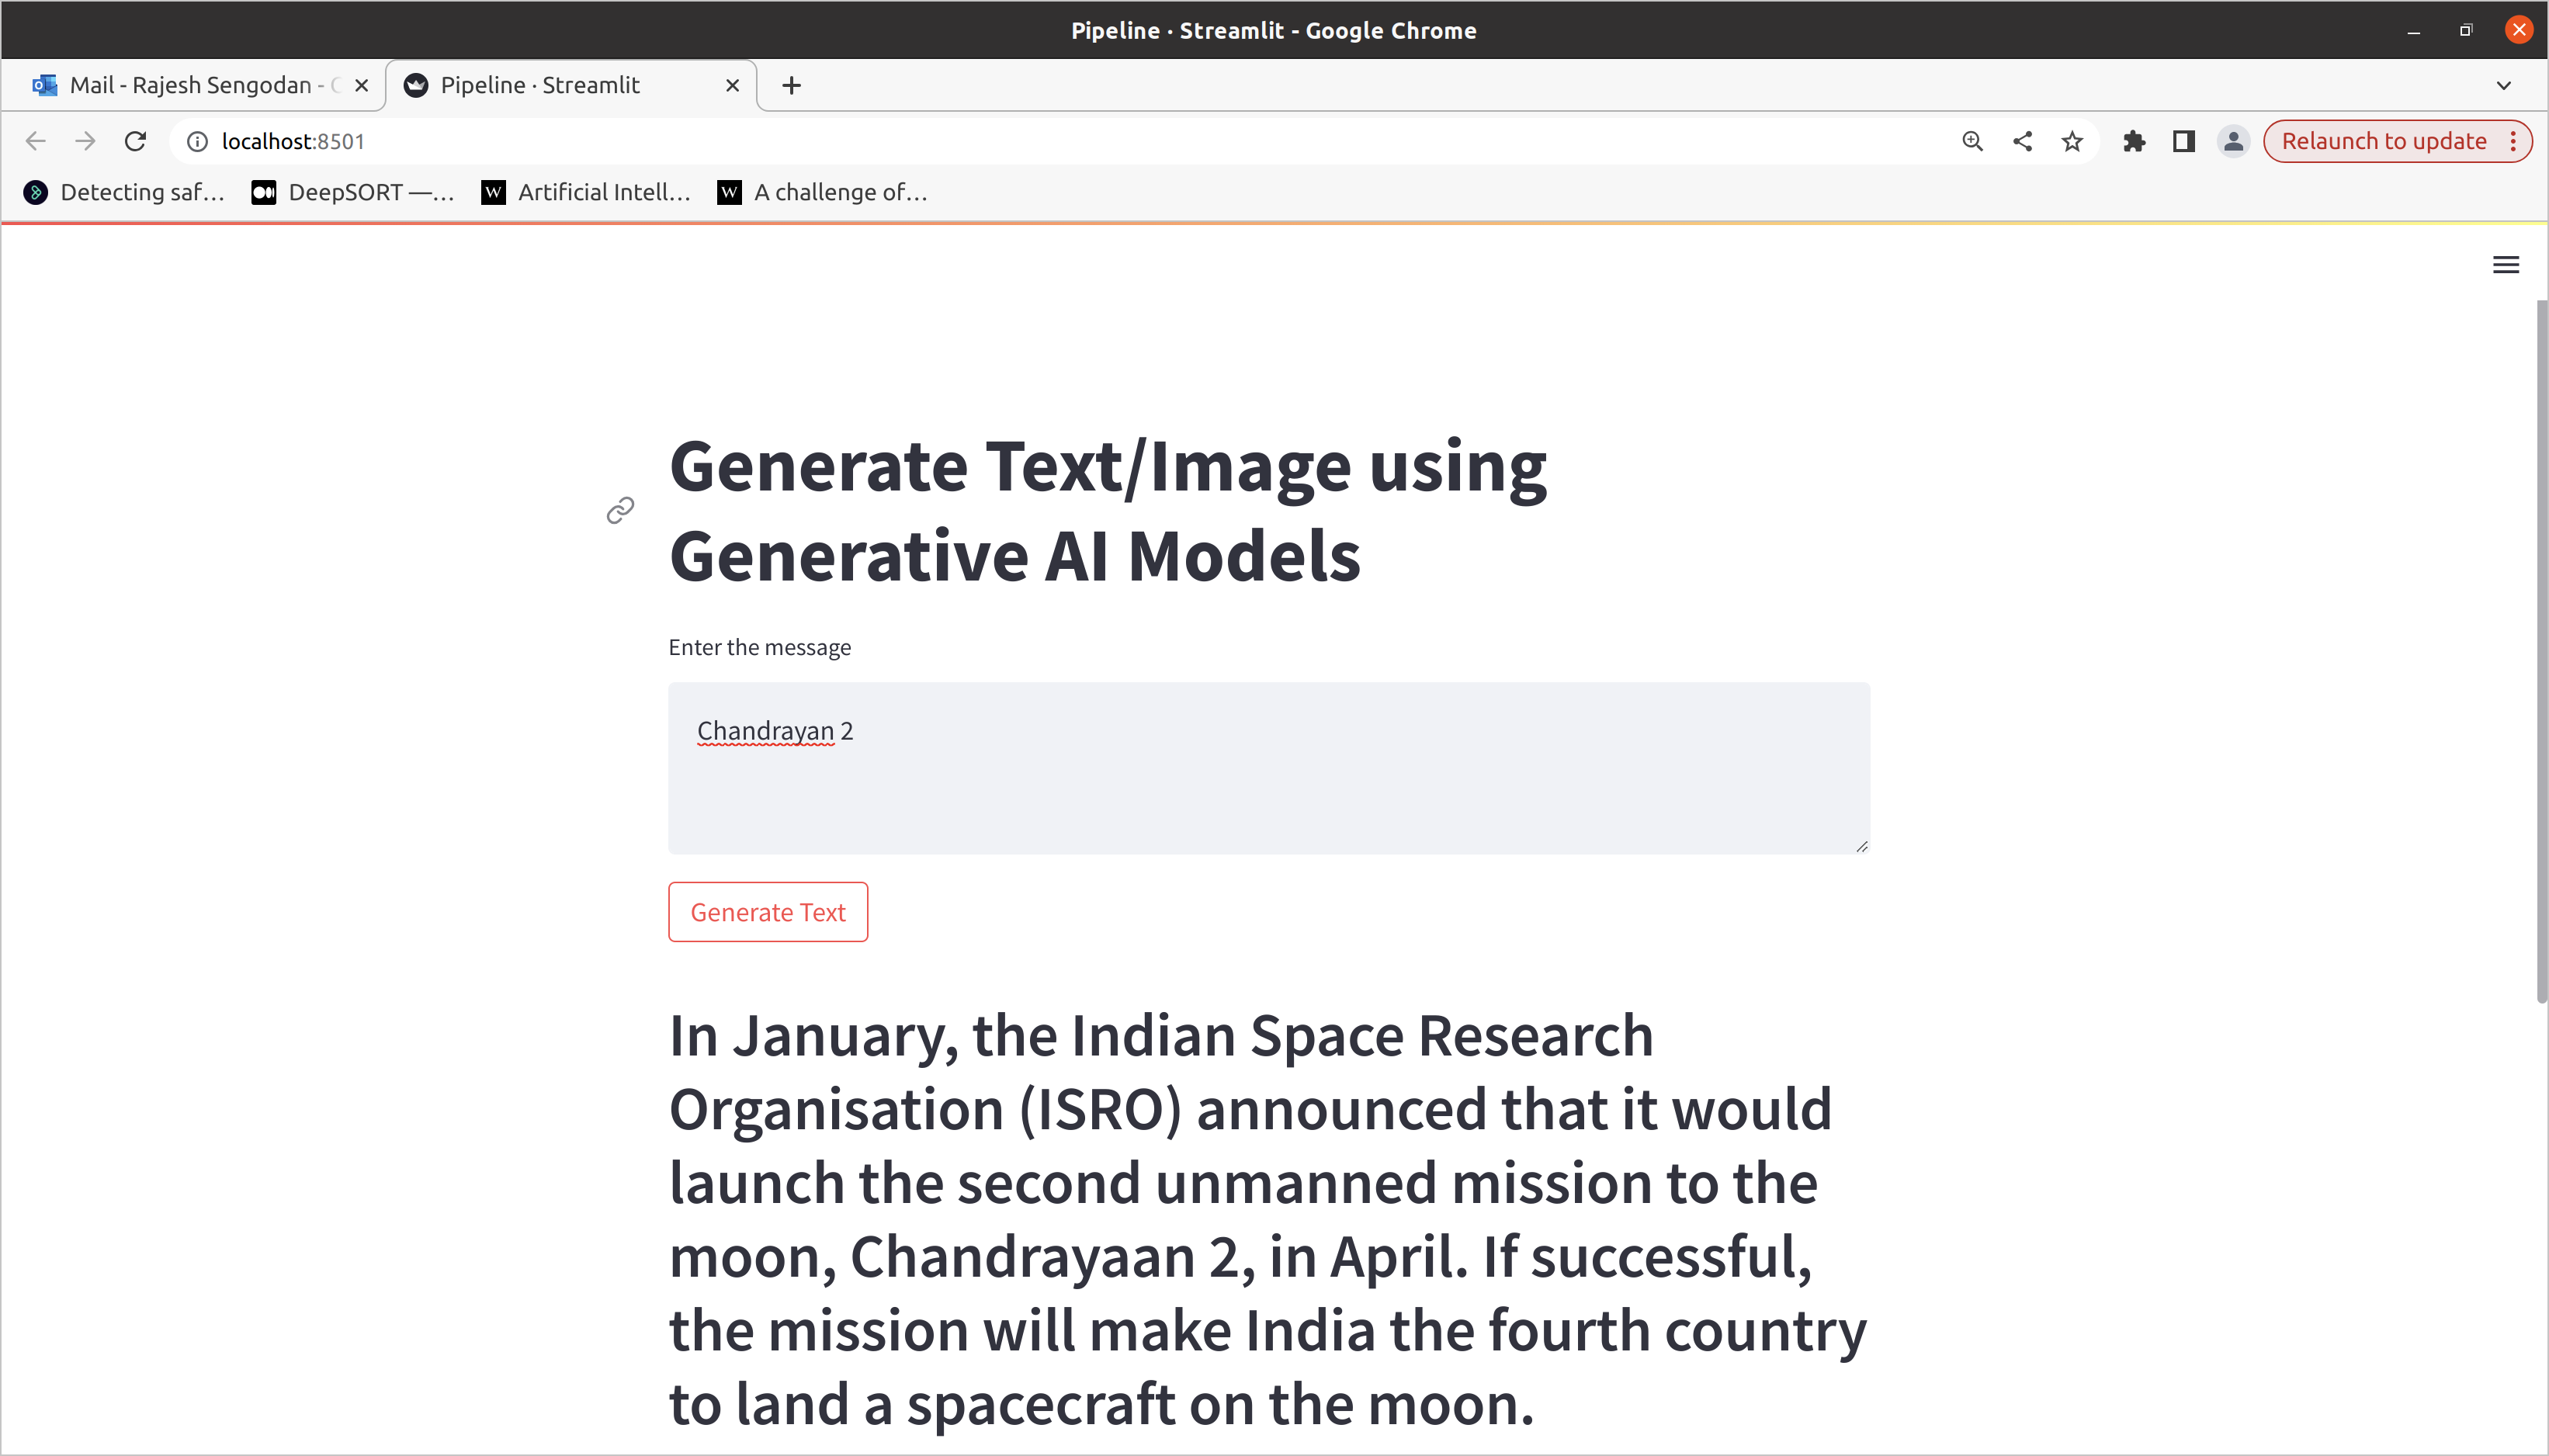 Pipeline · Streamlit - Google Chrome
Mail - Rajesh Sengodan -
Pipeline · Streamlit
localhost:8501
Relaunch to update
Detecting saf...
DeepSORT —...
Artificial Intell...
A challenge of...
Generate Text/Image using
Generative AI Models
Enter the message
Chandrayan 2
Generate Text
In January, the Indian Space Research
Organisation (ISRO) announced that it would
launch the second unmanned mission to the
moon, Chandrayaan 2, in April. If successful,
the mission will make India the fourth country
to land a spacecraft on the moon.